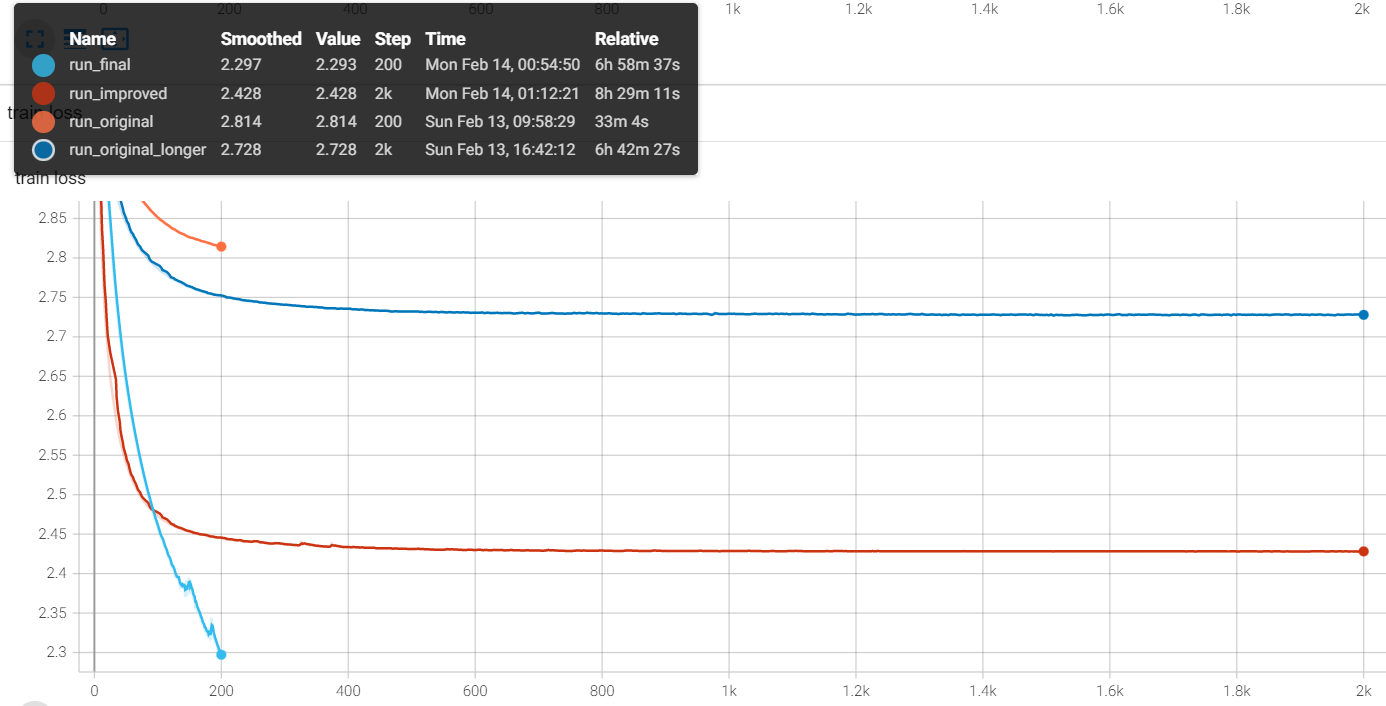 0 200 400 600 800 1k 1.2k 1.4k 1.6k 1.8k 2k
Name Smoothed Value Step Time Relative
run_final 2.297 2.293 200 Mon Feb 14, 00:54:50 6h 58m 37s
run_improved 2.428 2.428 2k Mon Feb 14, 01:12:21 8h 29m 11s
train loss
run_original 2.814 2.814 200 Sun Feb 13, 09:58:29 33m 4s
run_original_longer 2.728 2.728 2k Sun Feb 13, 16:42:12 6h 42m 27s
train loss
2.85
2.8
2.75
2.7
2.65
2.6
2.55
2.5
2.45
2.4
2.35
2.3
0 200 400 600 800 1k 1.2k 1.4k 1.6k 1.8k 2k